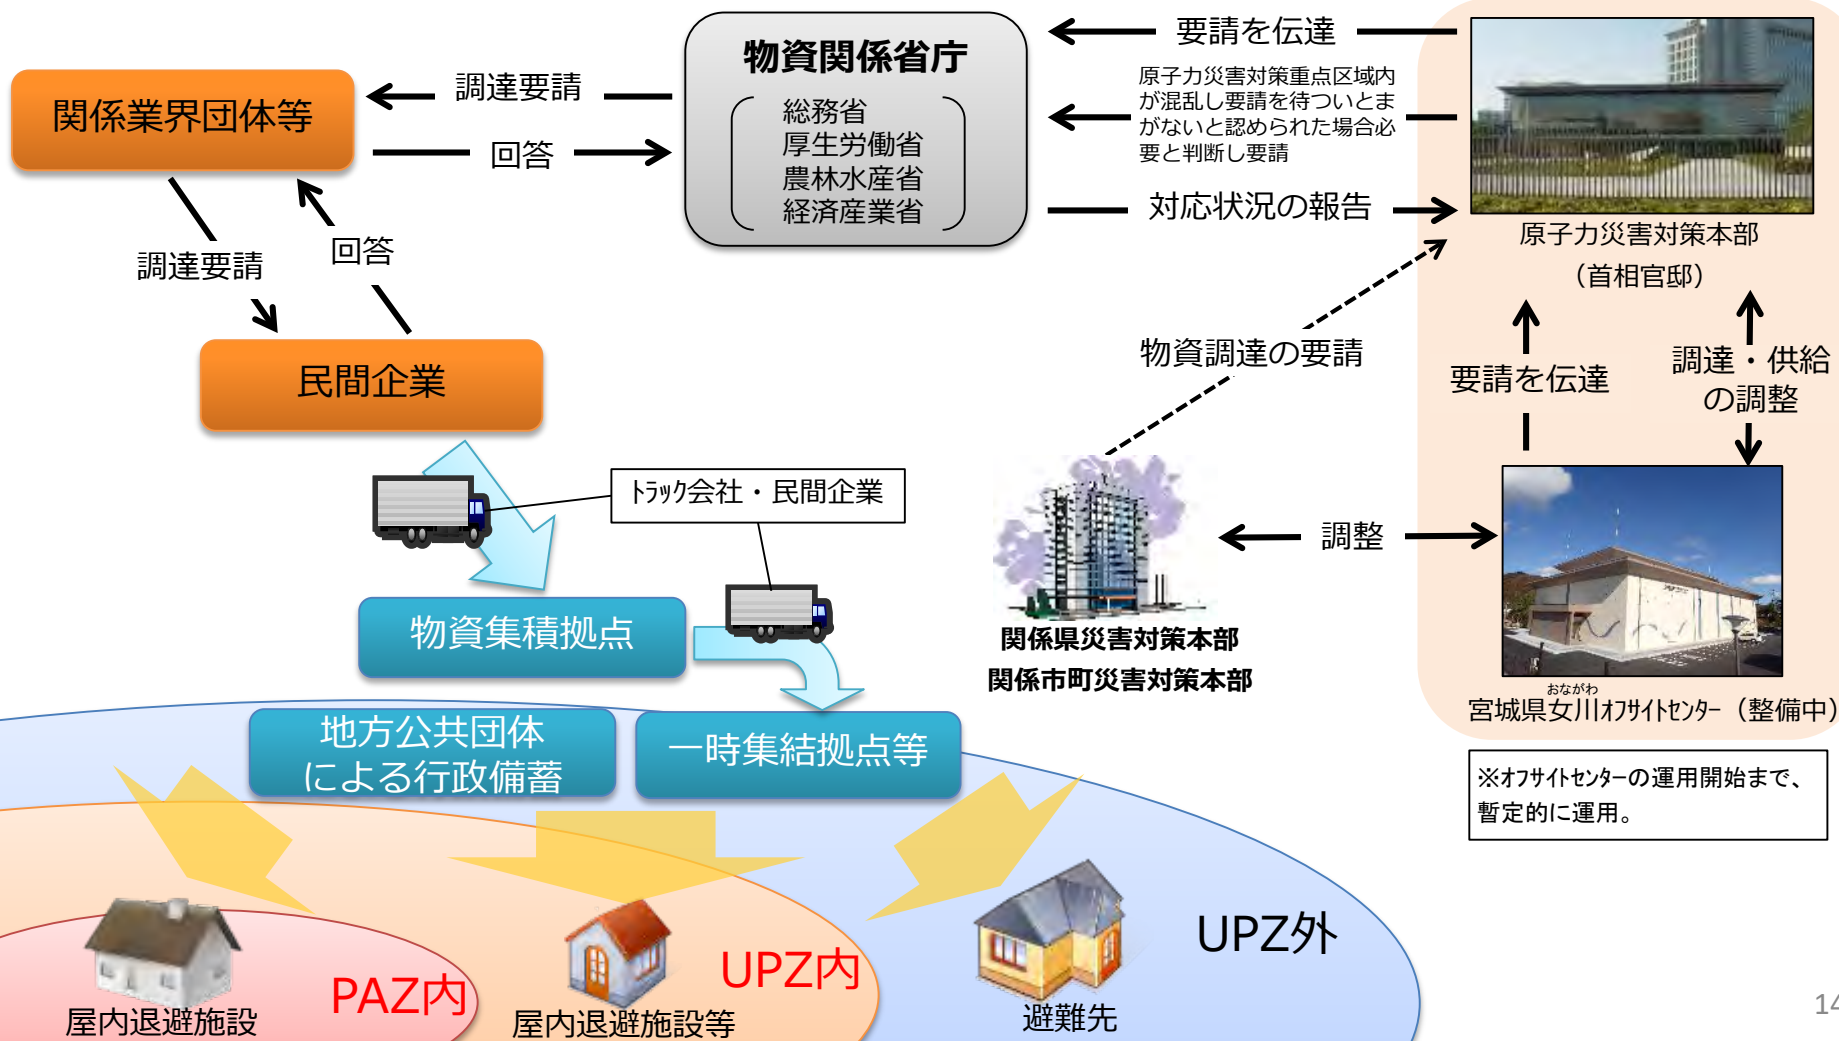 物資関係省庁
総務省
厚生労働省
農林水産省
経済産業省
関係業界団体等
調達要請
回答
要請を伝達
原子力災害対策重点区域内
が混乱し要請を待ついとま
がないと認められた場合必
要と判断し要請
対応状況の報告
原子力災害対策本部
（首相官邸）
調達要請
回答
民間企業
物資調達の要請
要請を伝達
調達・供給
の調整
トラック会社・民間企業
調整
物資集積拠点
関係県災害対策本部
関係市町災害対策本部
おながわ
宮城県女川オフサイトセンター（整備中）
地方公共団体
による行政備蓄
一時集結拠点等
※オフサイトセンターの運用開始まで、
暫定的に運用。
UPZ外
UPZ内
PAZ内
屋内退避施設
屋内退避施設等
避難先
14